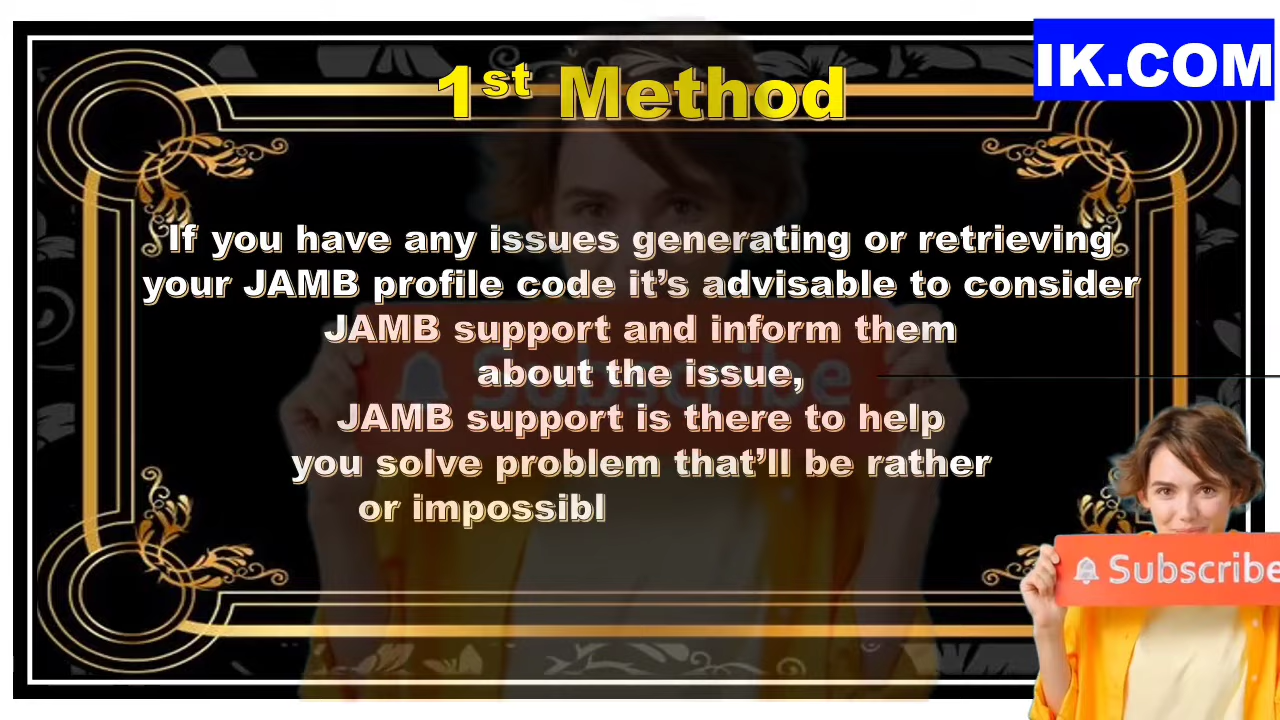 IK.COM
1st Method
If you have any issues generating or retrieving
your JAMB profile code it’s advisable to consider
JAMB support and inform them
about the issue,
JAMB support is there to help
you solve problem that’ll be rather
or impossibl
Subscribe
Subscribe